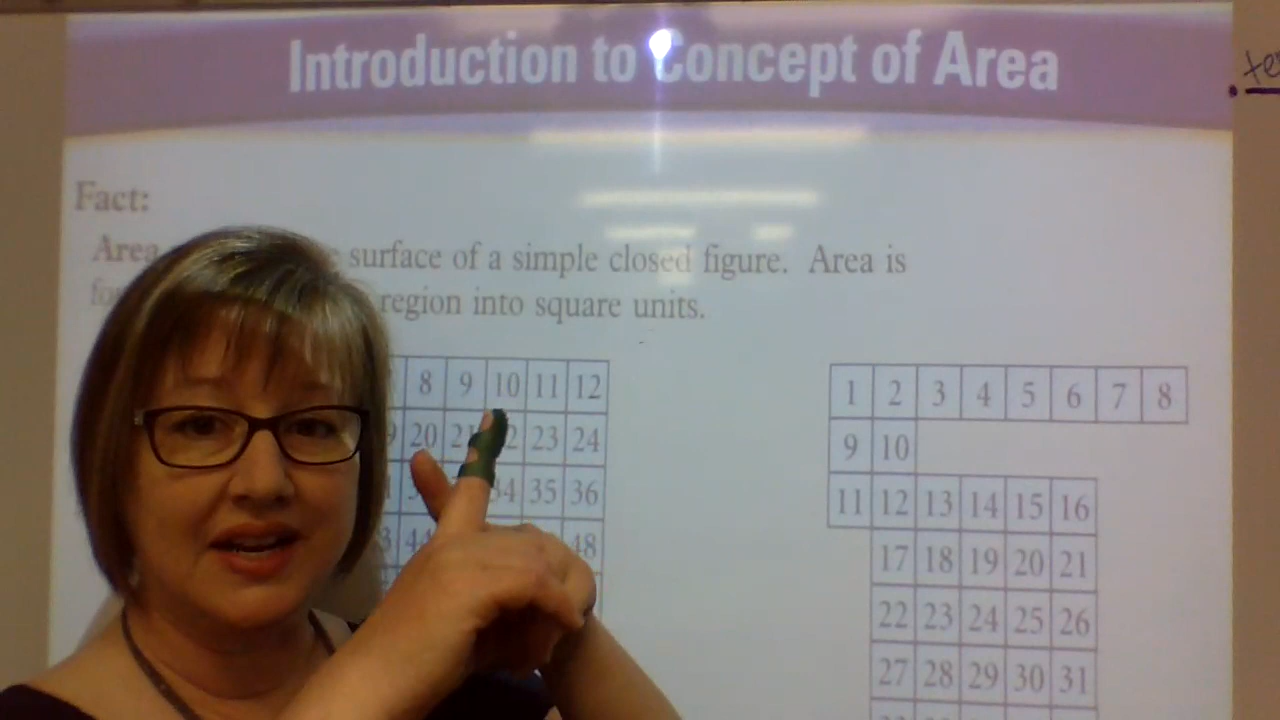 Introduction to Concept of Area
Fact:
Area surface of a simple closed figure. Area is
region into square units.
8 9 10 11 12
20 23 24
35 36
44 48
1 2 3 4 5 6 7 8
9 10
11 12 13 14 15 16
17 18 19 20 21
22 23 24 25 26
27 28 29 30 31